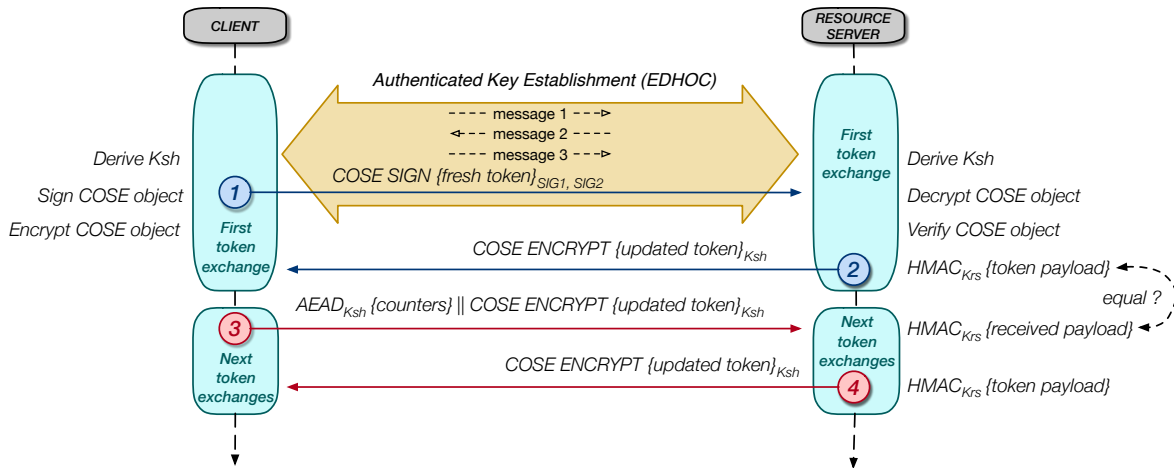 CLIENT
RESOURCE
SERVER
Authenticated Key Establishment (EDHOC)
message 1
message 2
message 3
First
token
exchange
Derive Ksh
Derive Ksh
COSE SIGN {fresh token}SIG1, SIG2
Sign COSE object
1
Decrypt COSE object
Encrypt COSE object
First
token
exchange
Verify COSE object
COSE ENCRYPT {updated token}Ksh
2
HMACKrs {token payload}
equal ?
AEADKsh {counters} || COSE ENCRYPT {updated token}Ksh
3
Next
token
exchanges
HMACKrs {received payload}
Next
token
exchanges
COSE ENCRYPT {updated token}Ksh
4
HMACKrs {token payload}